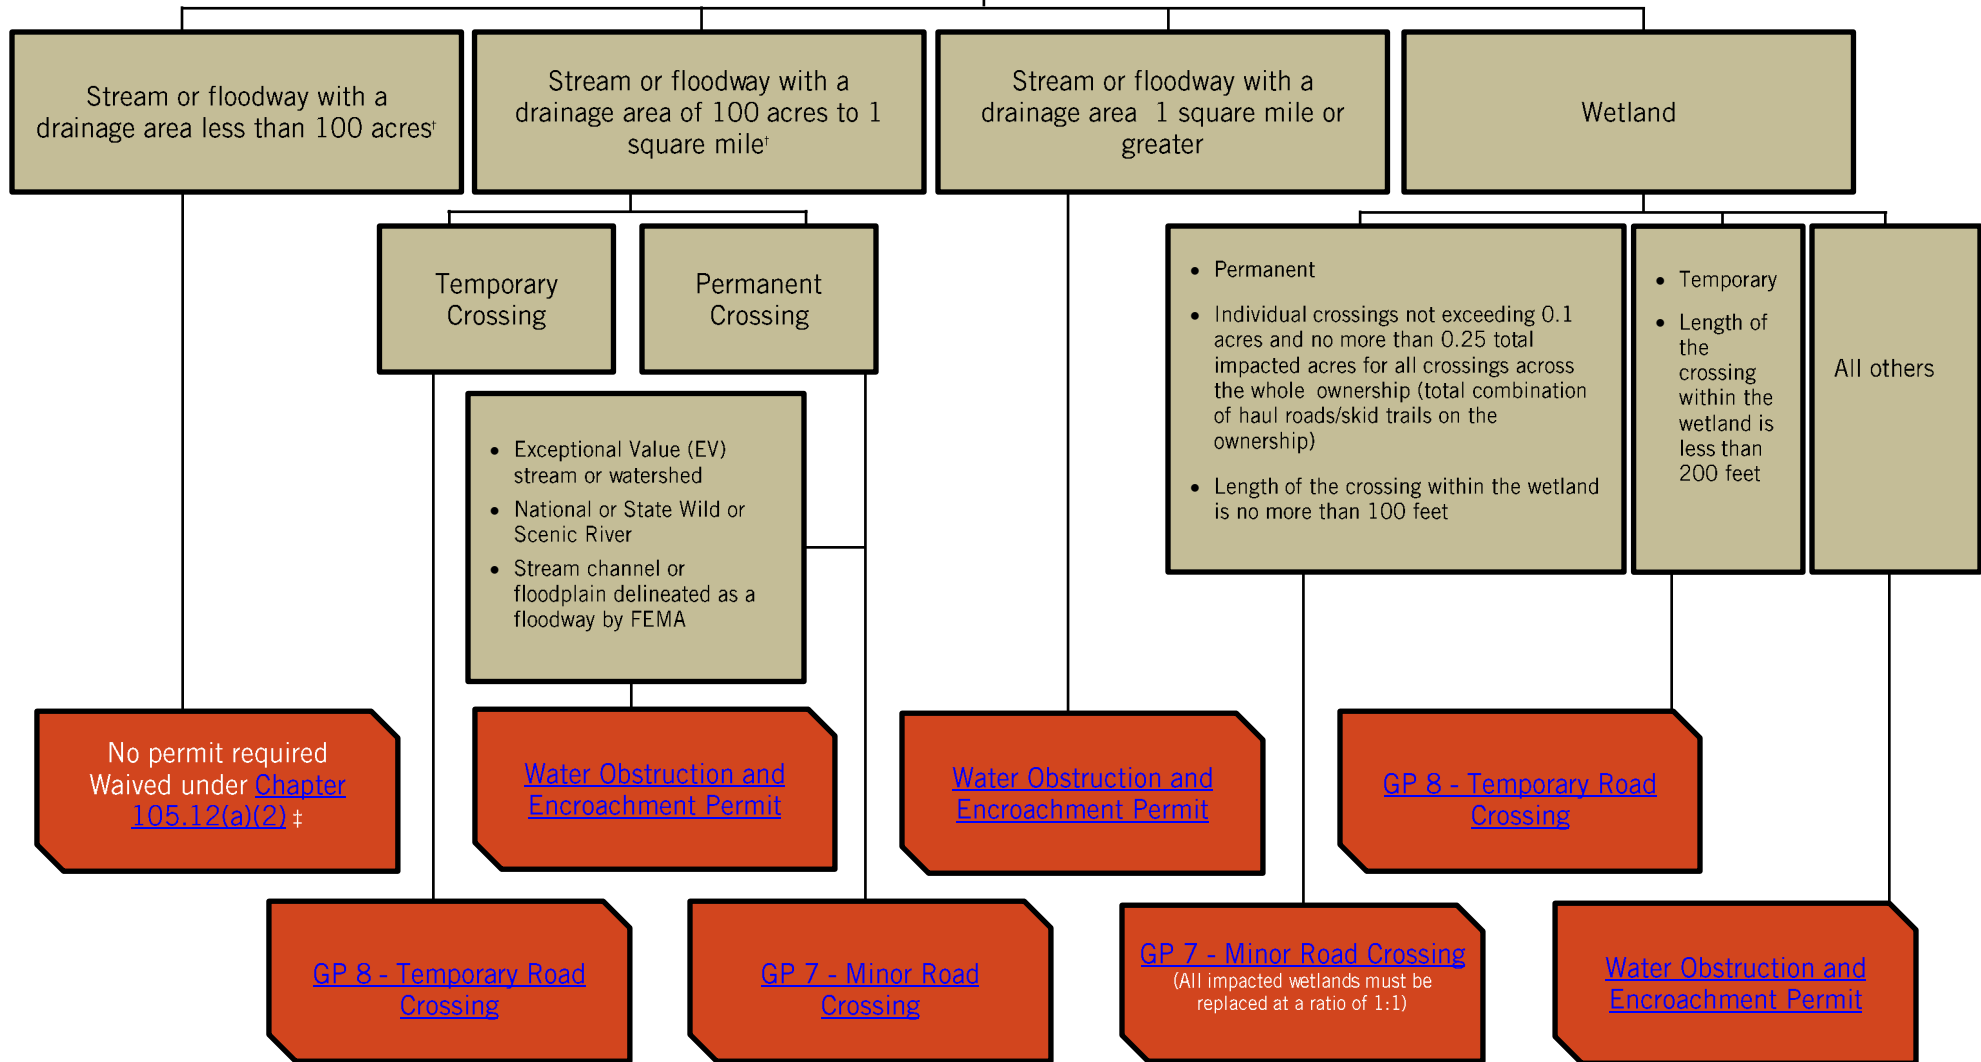 Stream or floodway with a
drainage area less than 100 acres†
Stream or floodway with a
drainage area of 100 acres to 1
square mile†
Stream or floodway with a
drainage area 1 square mile or
greater
Wetland
Temporary
Crossing
Permanent
Crossing
• Exceptional Value (EV)
stream or watershed
• National or State Wild or
Scenic River
• Stream channel or
floodplain delineated as a
floodway by FEMA
• Permanent
• Individual crossings not exceeding 0.1
acres and no more than 0.25 total
impacted acres for all crossings across
the whole ownership (total combination
of haul roads/skid trails on the
ownership)
• Length of the crossing within the wetland
is no more than 100 feet
• Temporary
• Length of
the
crossing
within the
wetland is
less than
200 feet
All others
No permit required
Waived under Chapter
105.12(a)(2) ‡
Water Obstruction and
Encroachment Permit
Water Obstruction and
Encroachment Permit
GP 8 - Temporary Road
Crossing
GP 8 - Temporary Road
Crossing
GP 7 - Minor Road
Crossing
GP 7 - Minor Road Crossing
(All impacted wetlands must be
replaced at a ratio of 1:1)
Water Obstruction and
Encroachment Permit